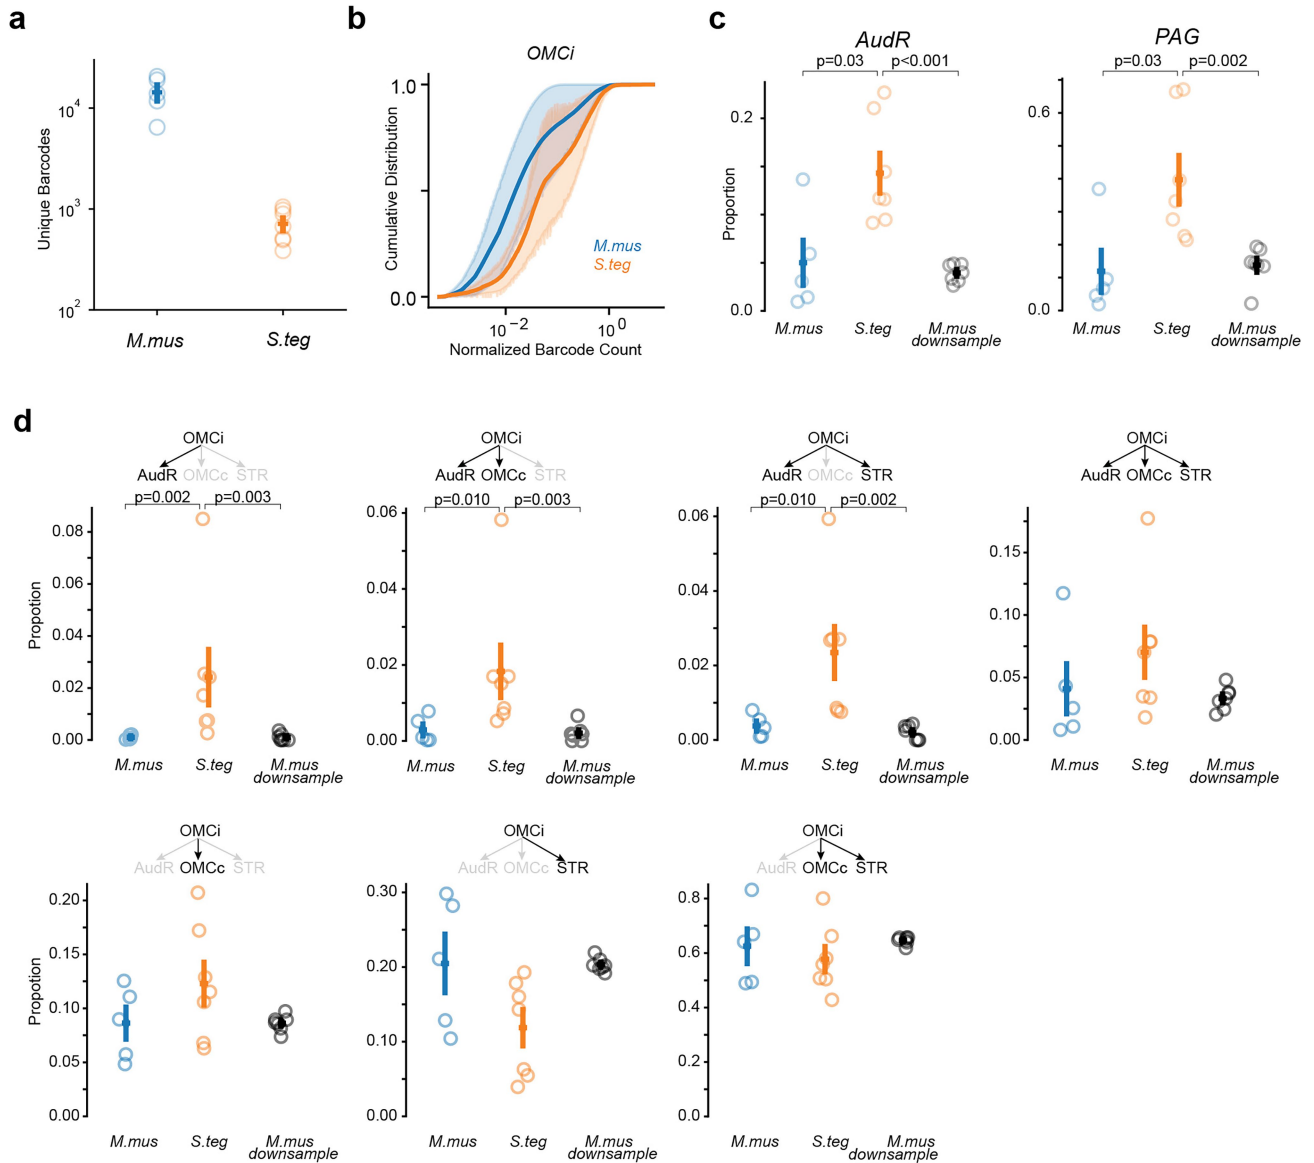 a
Unique Barcodes
10^4
10^3
10^2
M.mus
S.teg
b
OMCi
Cumulative Distribution
1.0
0.0
M.mus
S.teg
10^−2
10^0
Normalized Barcode Count
c
AudR
p=0.03
p<0.001
Proportion
0.2
0.0
M.mus
S.teg
M.mus
downsample
PAG
p=0.03
p=0.002
0.6
0.0
M.mus
S.teg
M.mus
downsample
d
OMCi
AudR OMCc STR
p=0.002
p=0.003
Propotion
0.08
0.06
0.04
0.02
0.00
M.mus
S.teg
M.mus
downsample
OMCi
AudR OMCc STR
p=0.010
p=0.003
0.06
0.04
0.02
0.00
M.mus
S.teg
M.mus
downsample
OMCi
AudR OMCc STR
p=0.010
p=0.002
0.06
0.04
0.02
0.00
M.mus
S.teg
M.mus
downsample
OMCi
AudR OMCc STR
0.15
0.10
0.05
0.00
M.mus
S.teg
M.mus
downsample
OMCi
AudR OMCc STR
Propotion
0.20
0.15
0.10
0.05
0.00
M.mus
S.teg
M.mus
downsample
OMCi
AudR OMCc STR
0.30
0.20
0.10
0.00
M.mus
S.teg
M.mus
downsample
OMCi
AudR OMCc STR
0.8
0.6
0.4
0.2
0.0
M.mus
S.teg
M.mus
downsample